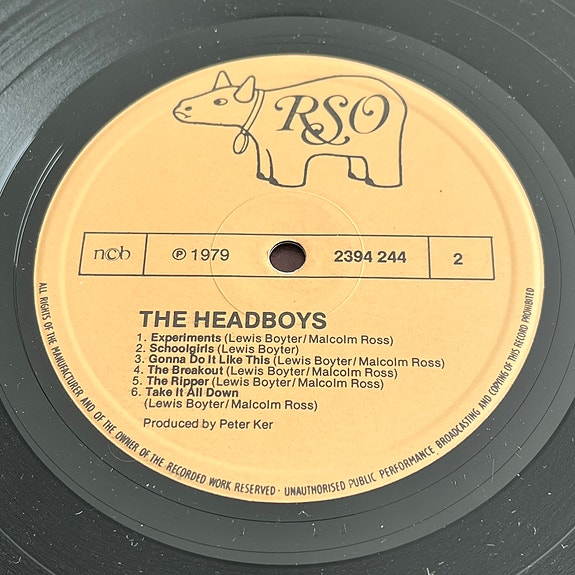 RSO
ncb
℗ 1979
2394 244
2
THE HEADBOYS
1. Experiments (Lewis Boyter/Malcolm Ross)
2. Schoolgirls (Lewis Boyter)
3. Gonna Do It Like This (Lewis Boyter/Malcolm Ross)
4. The Breakout (Lewis Boyter/Malcolm Ross)
5. The Ripper (Lewis Boyter/Malcolm Ross)
6. Take It All Down
(Lewis Boyter/Malcolm Ross)
Produced by Peter Ker
ALL RIGHTS OF THE MANUFACTURER AND OF THE OWNER OF THE RECORDED WORK RESERVED · UNAUTHORISED PUBLIC PERFORMANCE, BROADCASTING AND COPYING OF THIS RECORD PROHIBITED